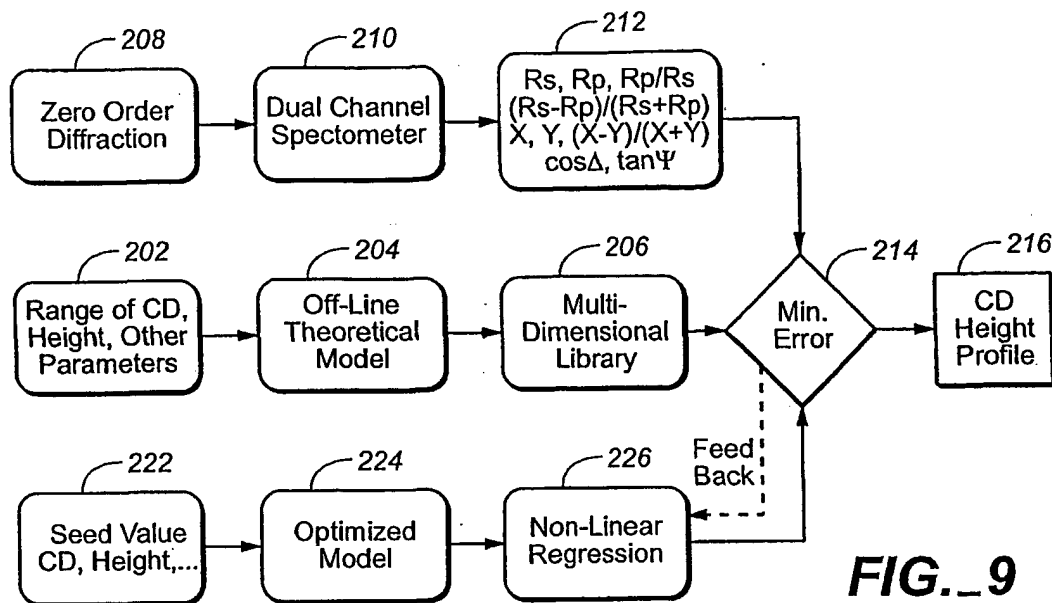 208
Zero Order
Diffraction
210
Dual Channel
Spectometer
212
Rs, Rp, Rp/Rs
(Rs-Rp)/(Rs+Rp)
X, Y, (X-Y)/(X+Y)
cosΔ, tanΨ
202
Range of CD,
Height, Other
Parameters
204
Off-Line
Theoretical
Model
206
Multi-
Dimensional
Library
214
Min.
Error
216
CD
Height
Profile
222
Seed Value
CD, Height,...
224
Optimized
Model
226
Non-Linear
Regression
Feed
Back
FIG._9